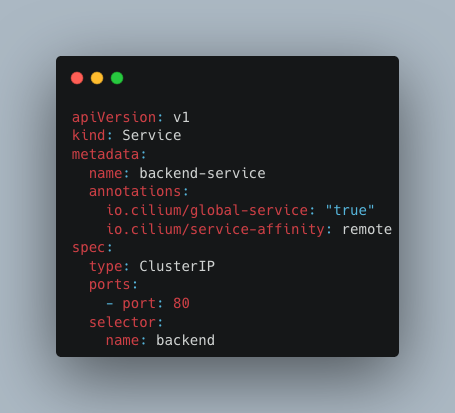 apiVersion: v1
kind: Service
metadata:
  name: backend-service
  annotations:
    io.cilium/global-service: "true"
    io.cilium/service-affinity: remote
spec:
  type: ClusterIP
  ports:
    - port: 80
  selector:
    name: backend